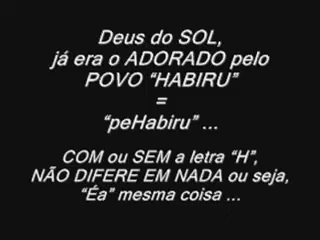 Deus do SOL,
já era o ADORADO pelo
POVO “HABIRU”
=
“peHabiru” ...
COM ou SEM a letra “H”,
NÃO DIFERE EM NADA ou seja,
“Éa” mesma coisa ...